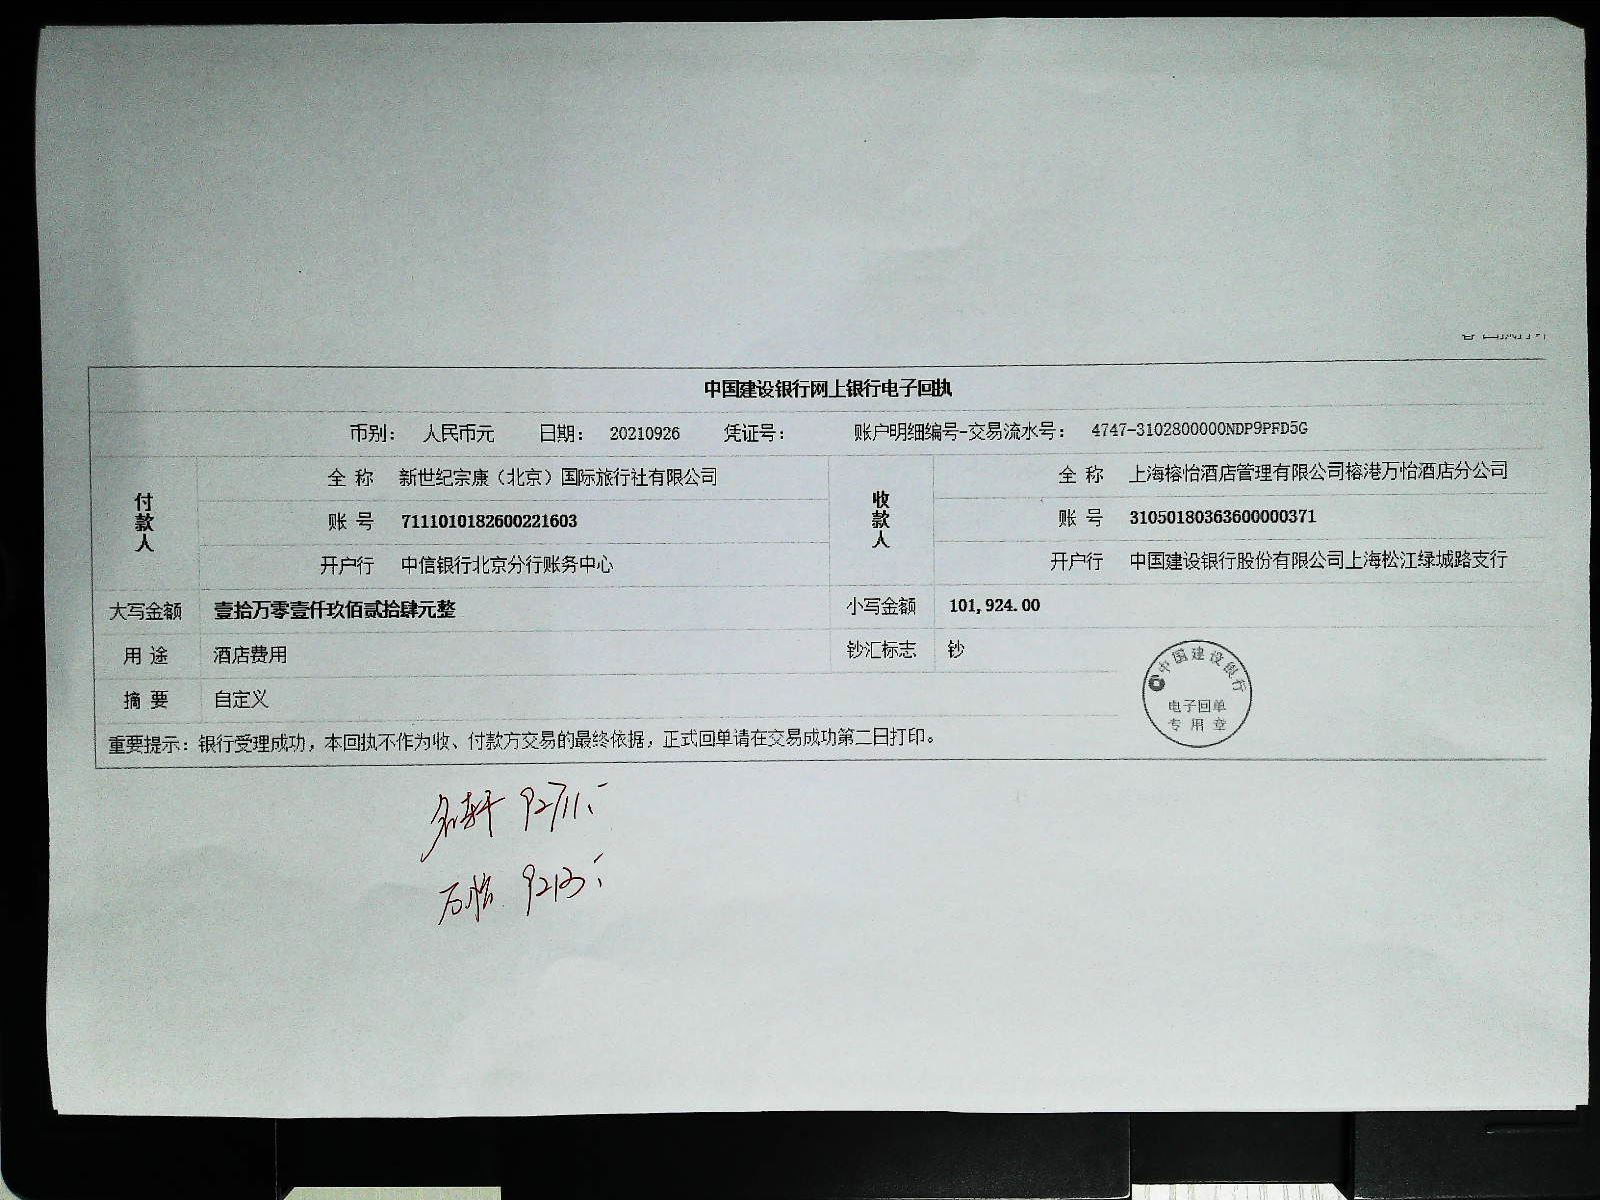 中国建设银行网上银行电子回执
币别： 人民币元 日期： 20210926 凭证号： 账户明细编号-交易流水号： 4747-3102800000NDP9PFD5G
付款人
全 称 新世纪宗康（北京）国际旅行社有限公司
账 号 7111010182600221603
开户行 中信银行北京分行账务中心
收款人
全 称 上海榕怡酒店管理有限公司榕港万怡酒店分公司
账 号 31050180363600000371
开户行 中国建设银行股份有限公司上海松江绿城路支行
大写金额 壹拾万零壹仟玖佰贰拾肆元整 小写金额 101,924.00
用 途 酒店费用 钞汇标志 钞
摘 要 自定义
中国建设银行
电子回单
专用章
重要提示：银行受理成功，本回执不作为收、付款方交易的最终依据，正式回单请在交易成功第二日打印。
名轩 92711
万怡